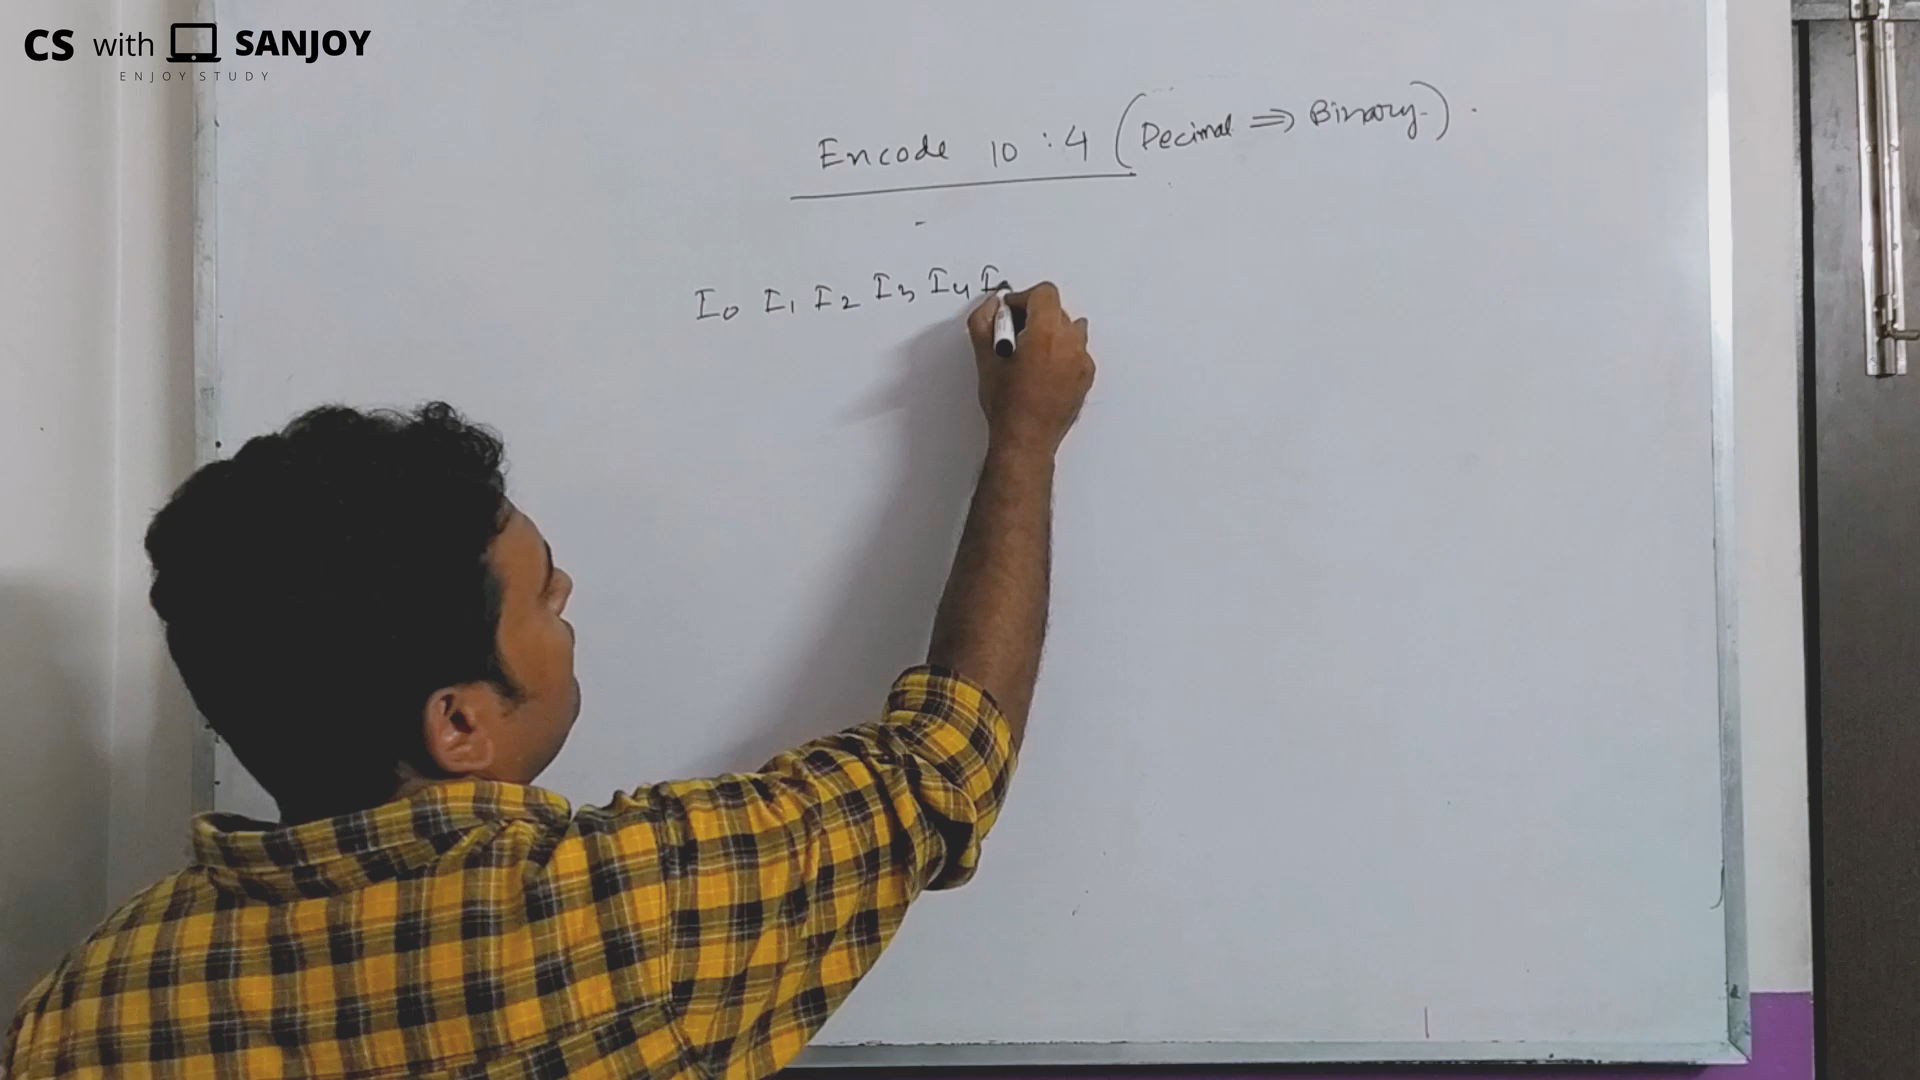 CS with SANJOY
ENJOY STUDY
Encode 10 : 4 (Decimal ⇒ Binary).
I0 I1 I2 I3 I4 I